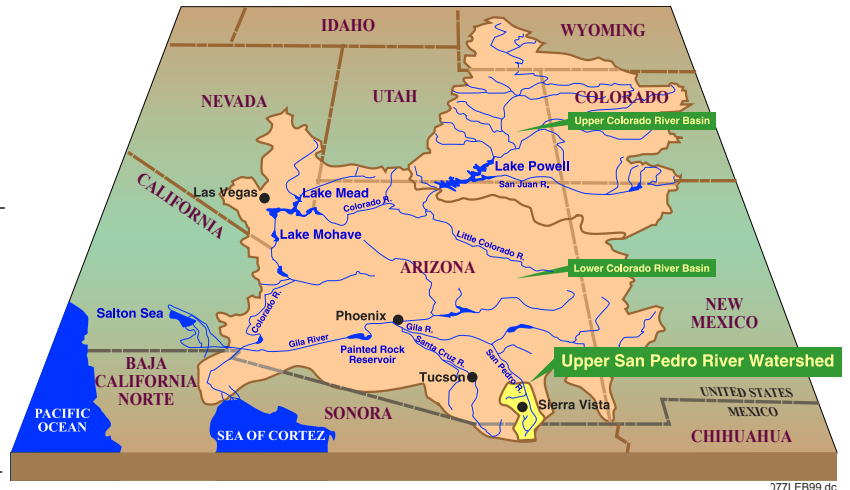 IDAHO
WYOMING
NEVADA
UTAH
COLORADO
Upper Colorado River Basin
Lake Powell
San Juan R.
CALIFORNIA
Las Vegas
Lake Mead
Colorado R.
Lake Mohave
Little Colorado R.
ARIZONA
Lower Colorado River Basin
Salton Sea
Colorado R.
Phoenix
Gila R.
NEW
MEXICO
Gila River
Painted Rock
Reservoir
Santa Cruz R.
San Pedro R.
Upper San Pedro River Watershed
BAJA
CALIFORNIA
NORTE
Tucson
Sierra Vista
UNITED STATES
MEXICO
PACIFIC
OCEAN
SONORA
SEA OF CORTEZ
CHIHUAHUA
077LEB99.dc